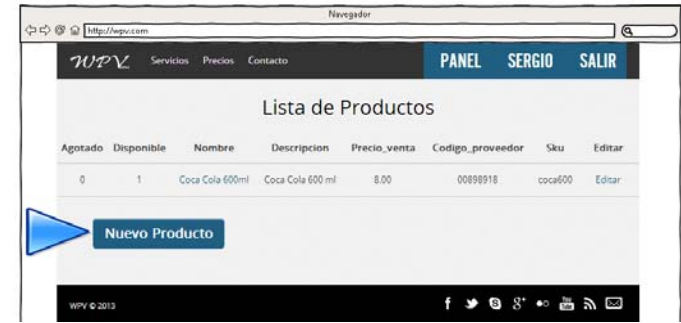 Navegador
http://wpv.com
WPV Servicios Precios Contacto PANEL SERGIO SALIR
Lista de Productos
Agotado Disponible Nombre Descripcion Precio_venta Codigo_proveedor Sku Editar
0 1 Coca Cola 600ml Coca Cola 600 ml 8.00 00898918 coca600 Editar
Nuevo Producto
WPV © 2013